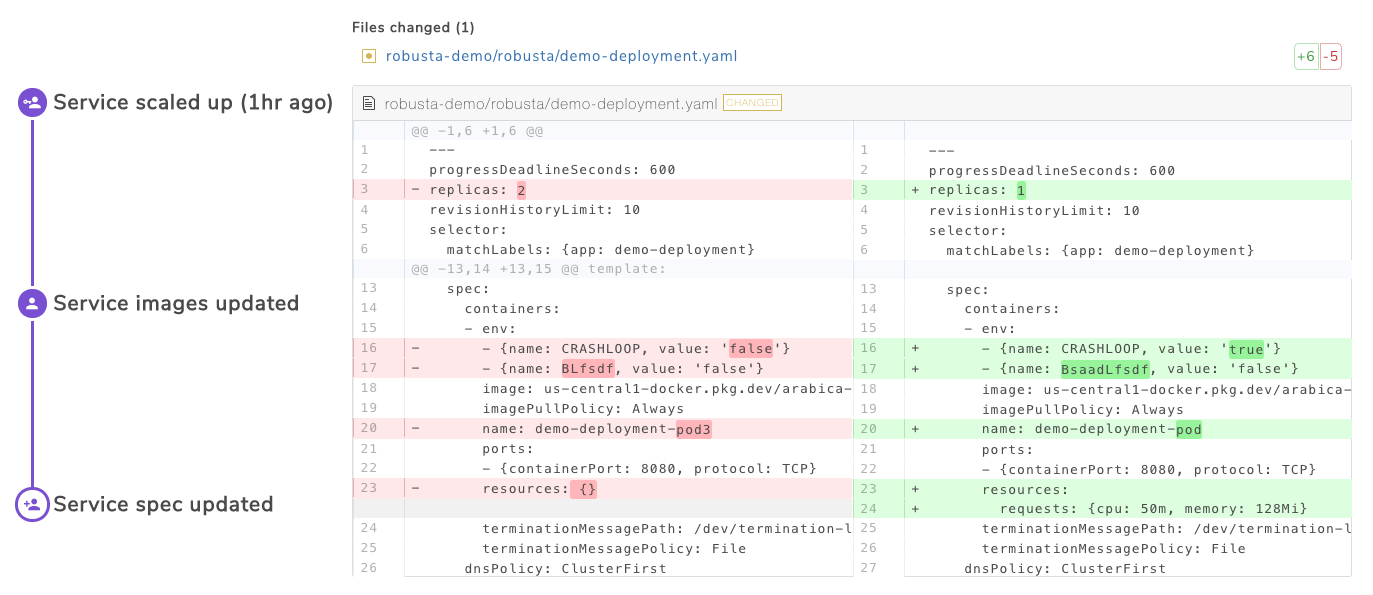 Files changed (1)
robusta-demo/robusta/demo-deployment.yaml
+6 -5
Service scaled up (1hr ago)
Service images updated
Service spec updated
robusta-demo/robusta/demo-deployment.yaml CHANGED
@@ -1,6 +1,6 @@
1 ---
2 progressDeadlineSeconds: 600
3 - replicas: 2
4 revisionHistoryLimit: 10
5 selector:
6 matchLabels: {app: demo-deployment}
@@ -13,14 +13,15 @@ template:
13 spec:
14 containers:
15 - env:
16 - - {name: CRASHLOOP, value: 'false'}
17 - - {name: BLfsdf, value: 'false'}
18 image: us-central1-docker.pkg.dev/arabica-
19 imagePullPolicy: Always
20 - name: demo-deployment-pod3
21 ports:
22 - {containerPort: 8080, protocol: TCP}
23 - resources: {}
24 terminationMessagePath: /dev/termination-l
25 terminationMessagePolicy: File
26 dnsPolicy: ClusterFirst
1 ---
2 progressDeadlineSeconds: 600
3 + replicas: 1
4 revisionHistoryLimit: 10
5 selector:
6 matchLabels: {app: demo-deployment}
13 spec:
14 containers:
15 - env:
16 + - {name: CRASHLOOP, value: 'true'}
17 + - {name: BsaadLfsdf, value: 'false'}
18 image: us-central1-docker.pkg.dev/arabica-
19 imagePullPolicy: Always
20 + name: demo-deployment-pod
21 ports:
22 - {containerPort: 8080, protocol: TCP}
23 + resources:
24 + requests: {cpu: 50m, memory: 128Mi}
25 terminationMessagePath: /dev/termination-l
26 terminationMessagePolicy: File
27 dnsPolicy: ClusterFirst